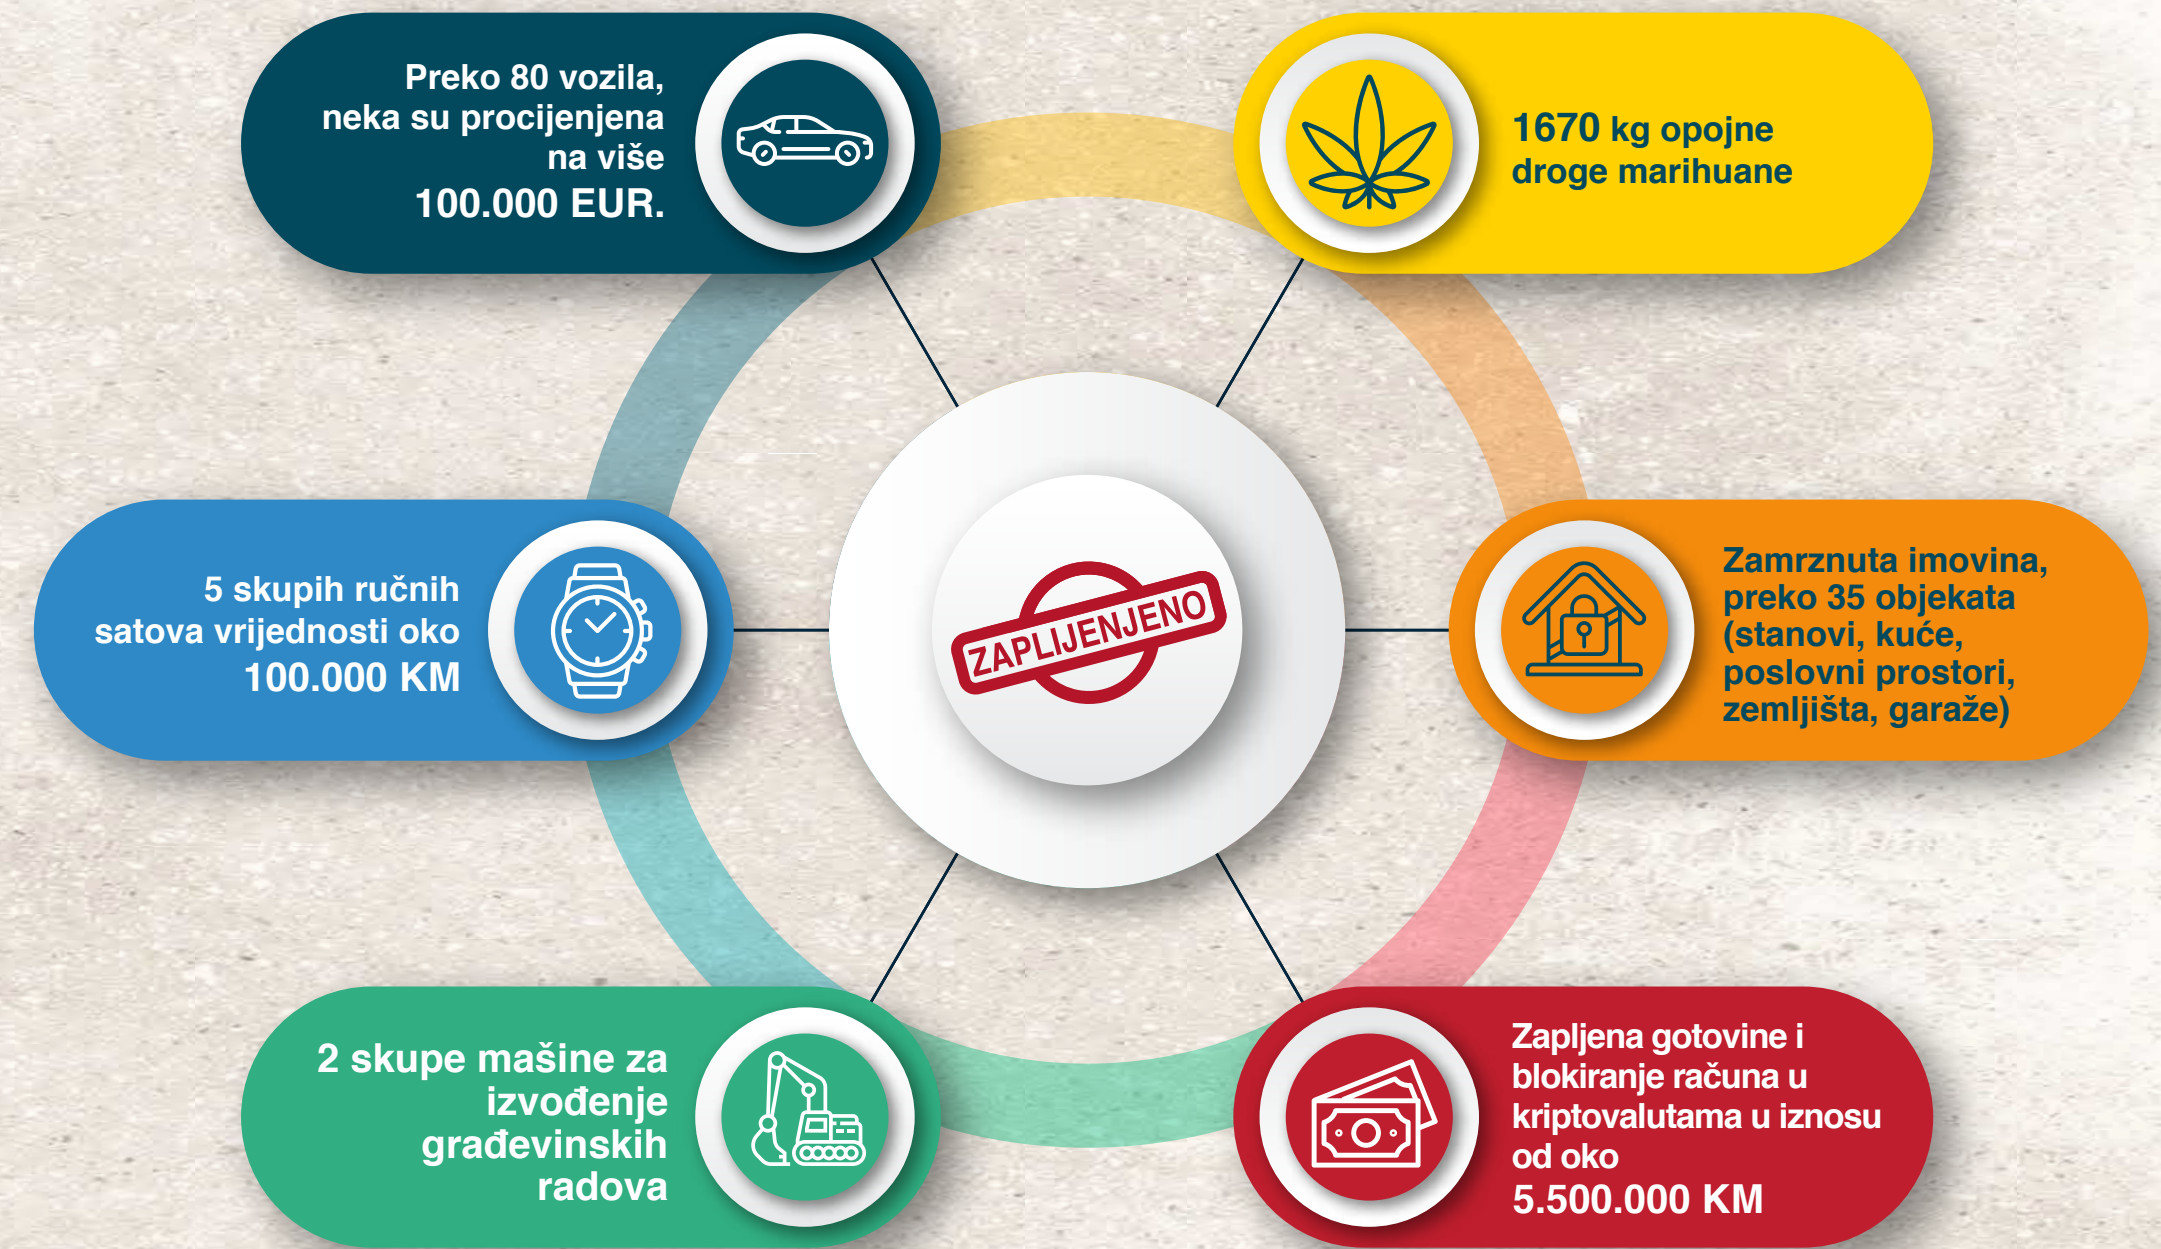 Preko 80 vozila,
neka su procijenjena
na više
100.000 EUR.
1670 kg opojne
droge marihuane
5 skupih ručnih
satova vrijednosti oko
100.000 KM
ZAPLIJENJENO
Zamrznuta imovina,
preko 35 objekata
(stanovi, kuće,
poslovni prostori,
zemljišta, garaže)
2 skupe mašine za
izvođenje
građevinskih
radova
Zapljena gotovine i
blokiranje računa u
kriptovalutama u iznosu
od oko
5.500.000 KM